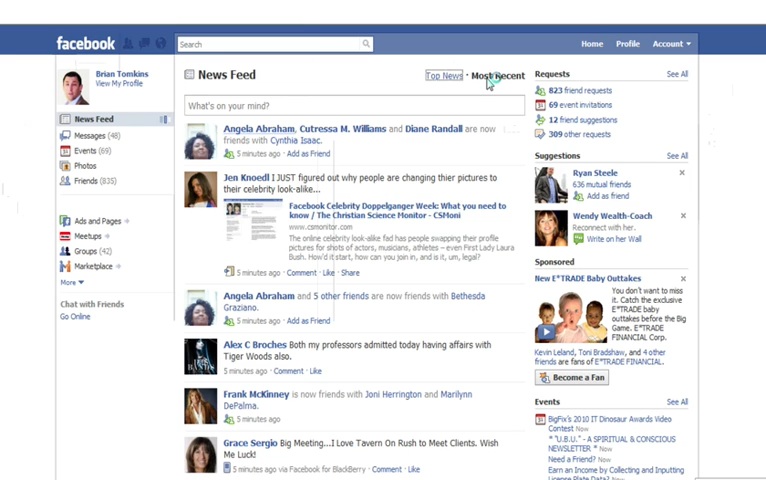 facebook
Search
Home
Profile
Account
Brian Tomkins
View My Profile
News Feed
Messages (48)
Events (69)
Photos
Friends (835)
Ads and Pages
Meetups
Groups (42)
Marketplace
More
Chat with Friends
Go Online
News Feed
Top News · Most Recent
What's on your mind?
Angela Abraham, Cutressa M. Williams and Diane Randall are now
friends with Cynthia Isaac.
5 minutes ago · Add as Friend
Jen Knoedl I JUST figured out why people are changing thier pictures to
their celebrity look-alike...
Facebook Celebrity Doppelganger Week: What you need to
know / The Christian Science Monitor - CSMoni
www.csmonitor.com
The online celebrity look-alike fad has people swapping their profile
pictures for shots of actors, musicians, athletes – even First Lady Laura
Bush. How'd it start, how can you join in, and is it, um, legal?
5 minutes ago · Comment · Like · Share
Angela Abraham and 5 other friends are now friends with Bethesda
Graziano.
5 minutes ago · Add as Friend
Alex C Broches Both my professors admitted today having affairs with
Tiger Woods also.
5 minutes ago · Comment · Like
Frank McKinney is now friends with Joni Herrington and Marilynn
DePalma.
5 minutes ago
Grace Sergio Big Meeting...I Love Tavern On Rush to Meet Clients. Wish
Me Luck!
5 minutes ago via Facebook for BlackBerry · Comment · Like
Requests
See All
823 friend requests
69 event invitations
12 friend suggestions
309 other requests
Suggestions
See All
Ryan Steele
636 mutual friends
Add as Friend
Wendy Wealth-Coach
Reconnect with her.
Write on her Wall
Sponsored
New E*TRADE Baby Outtakes
You don't want to miss
it. Catch the exclusive
E*TRADE baby
outtakes before the Big
Game. E*TRADE
FINANCIAL Corp.
Kevin Leland, Toni Bradshaw, and 4 other
friends are fans of E*TRADE FINANCIAL.
Become a Fan
Events
See All
BigFix's 2010 IT Dinosaur Awards Video
Contest Now
* "U.B.U." - A SPIRITUAL & CONSCIOUS
NEWSLETTER * Now
Need a Friend? Now
Earn an Income by Collecting and Inputting
License Plate Data? Now